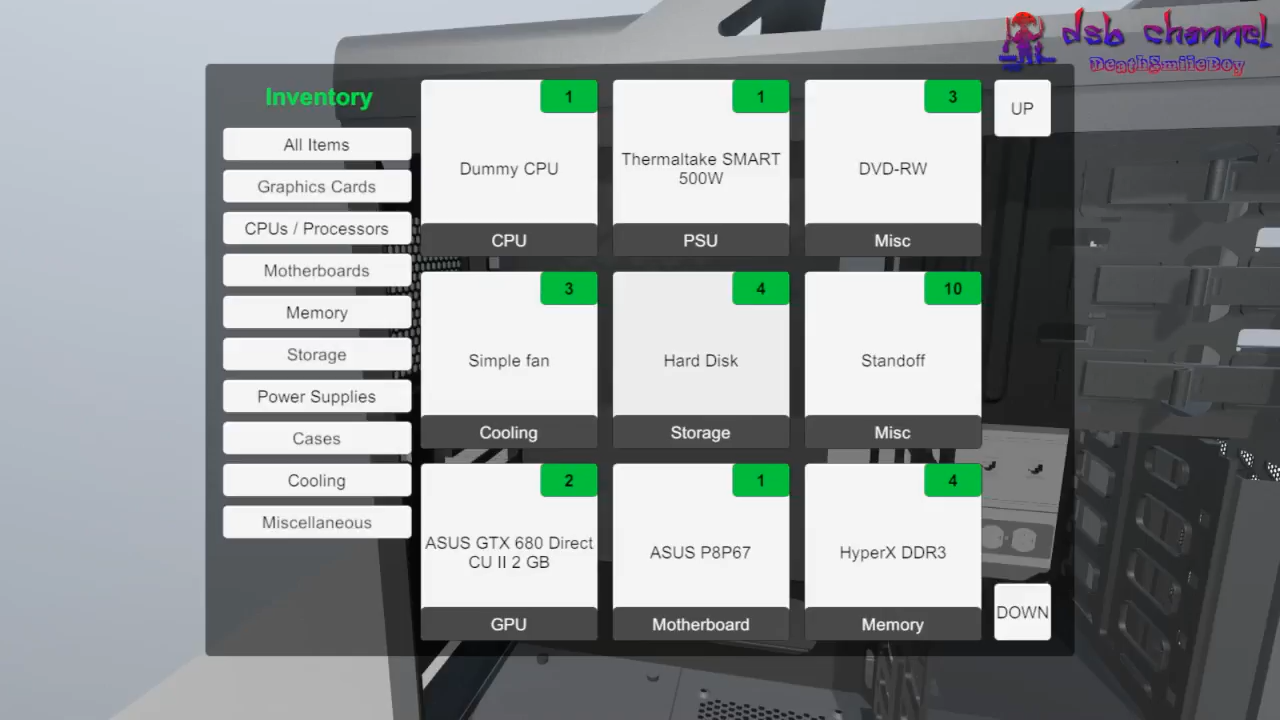 dsb channel
DeathSmileBoy
Inventory
All Items
Graphics Cards
CPUs / Processors
Motherboards
Memory
Storage
Power Supplies
Cases
Cooling
Miscellaneous
1
Dummy CPU
CPU
1
Thermaltake SMART
500W
PSU
3
DVD-RW
Misc
3
Simple fan
Cooling
4
Hard Disk
Storage
10
Standoff
Misc
2
ASUS GTX 680 Direct
CU II 2 GB
GPU
1
ASUS P8P67
Motherboard
4
HyperX DDR3
Memory
UP
DOWN